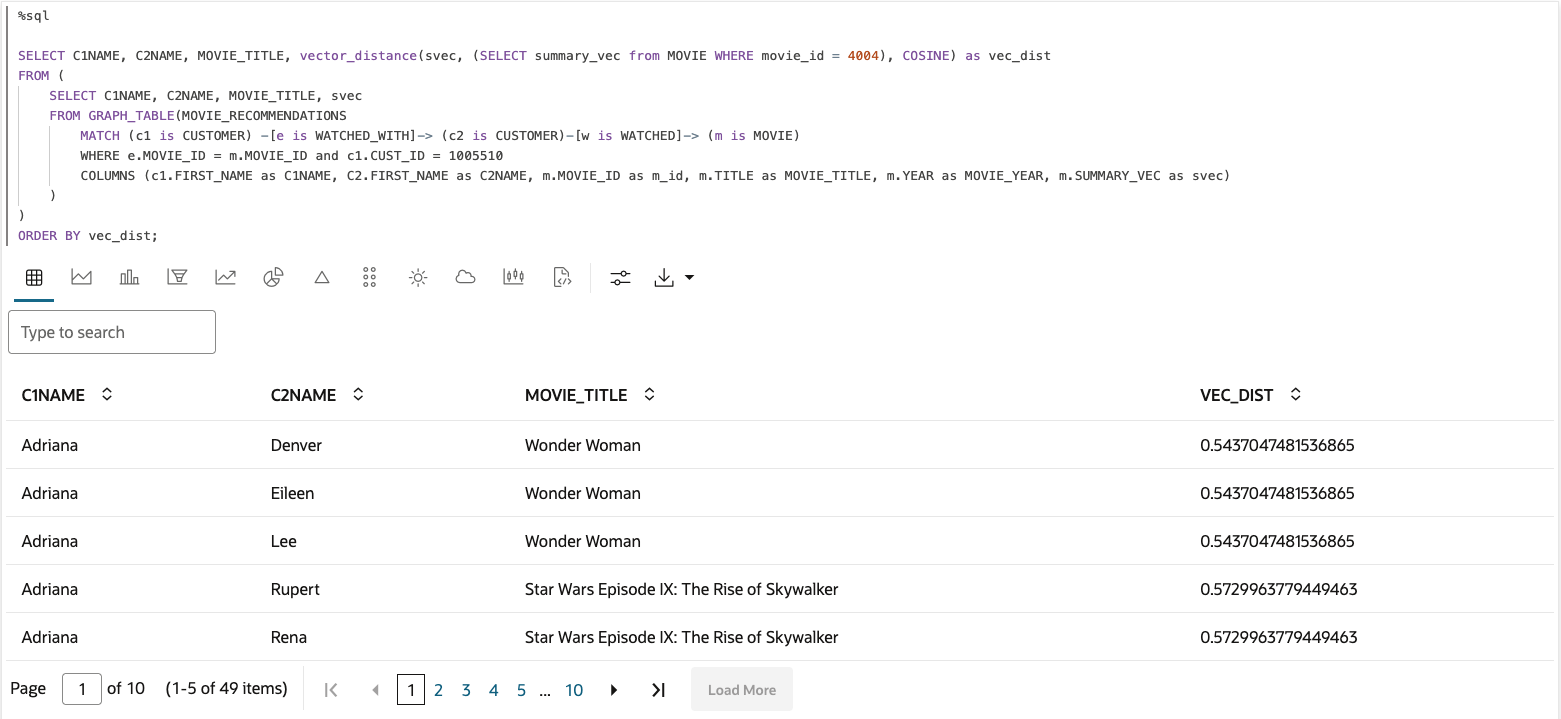 %sql
SELECT C1NAME, C2NAME, MOVIE_TITLE, vector_distance(svec, (SELECT summary_vec from MOVIE WHERE movie_id = 4004), COSINE) as vec_dist
FROM (
SELECT C1NAME, C2NAME, MOVIE_TITLE, svec
FROM GRAPH_TABLE(MOVIE_RECOMMENDATIONS
MATCH (c1 is CUSTOMER) -[e is WATCHED_WITH]-> (c2 is CUSTOMER)-[w is WATCHED]-> (m is MOVIE)
WHERE e.MOVIE_ID = m.MOVIE_ID and c1.CUST_ID = 1005510
COLUMNS (c1.FIRST_NAME as C1NAME, C2.FIRST_NAME as C2NAME, m.MOVIE_ID as m_id, m.TITLE as MOVIE_TITLE, m.YEAR as MOVIE_YEAR, m.SUMMARY_VEC as svec)
)
)
ORDER BY vec_dist;
Type to search
C1NAME C2NAME MOVIE_TITLE VEC_DIST
Adriana Denver Wonder Woman 0.5437047481536865
Adriana Eileen Wonder Woman 0.5437047481536865
Adriana Lee Wonder Woman 0.5437047481536865
Adriana Rupert Star Wars Episode IX: The Rise of Skywalker 0.5729963779449463
Adriana Rena Star Wars Episode IX: The Rise of Skywalker 0.5729963779449463
Page 1 of 10 (1-5 of 49 items) 1 2 3 4 5 ... 10 Load More